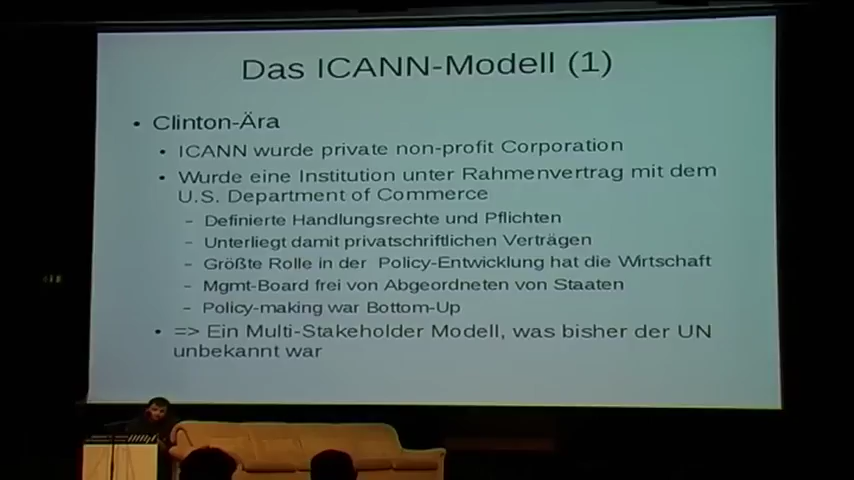 Das ICANN-Modell (1)
• Clinton-Ära
• ICANN wurde private non-profit Corporation
• Wurde eine Institution unter Rahmenvertrag mit dem
U.S. Department of Commerce
– Definierte Handlungsrechte und Pflichten
– Unterliegt damit privatschriftlichen Verträgen
– Größte Rolle in der Policy-Entwicklung hat die Wirtschaft
– Mgmt-Board frei von Abgeordneten von Staaten
– Policy-making war Bottom-Up
• => Ein Multi-Stakeholder Modell, was bisher der UN
unbekannt war